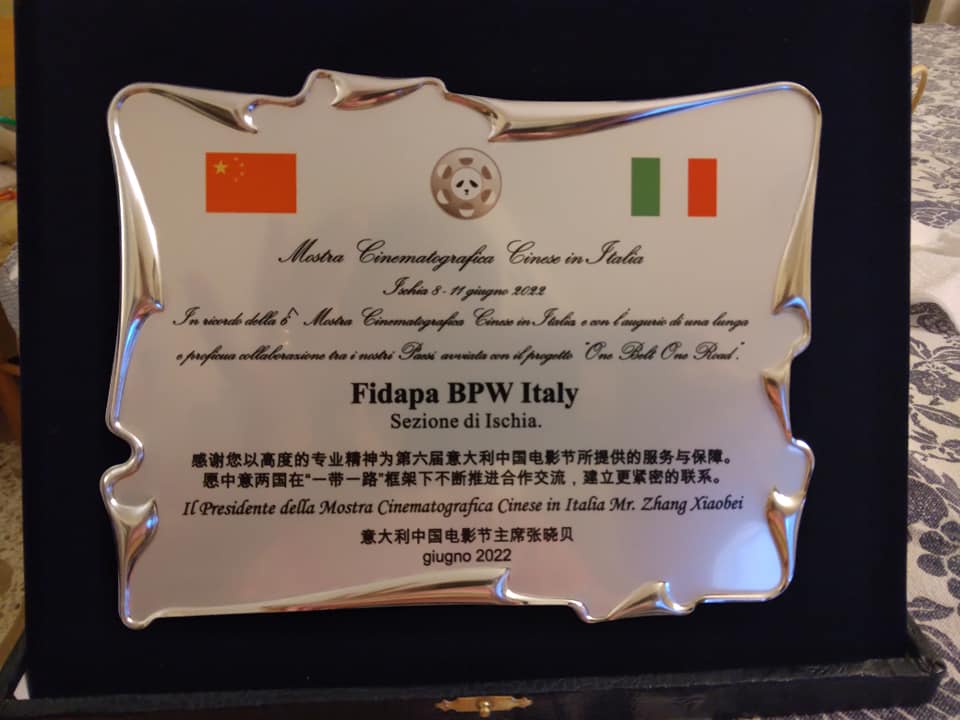 Mostra Cinematografica Cinese in Italia
Ischia 8 - 11 giugno 2022
In ricordo della 6^ Mostra Cinematografica Cinese in Italia e con l'augurio di una lunga
e proficua collaborazione tra i nostri Paesi avviata con il progetto "One Belt One Road".
Fidapa BPW Italy
Sezione di Ischia.
感谢您以高度的专业精神为第六届意大利中国电影节所提供的服务与保障。
愿中意两国在"一带一路"框架下不断推进合作交流，建立更紧密的联系。
Il Presidente della Mostra Cinematografica Cinese in Italia Mr. Zhang Xiaobei
意大利中国电影节主席张晓贝
giugno 2022